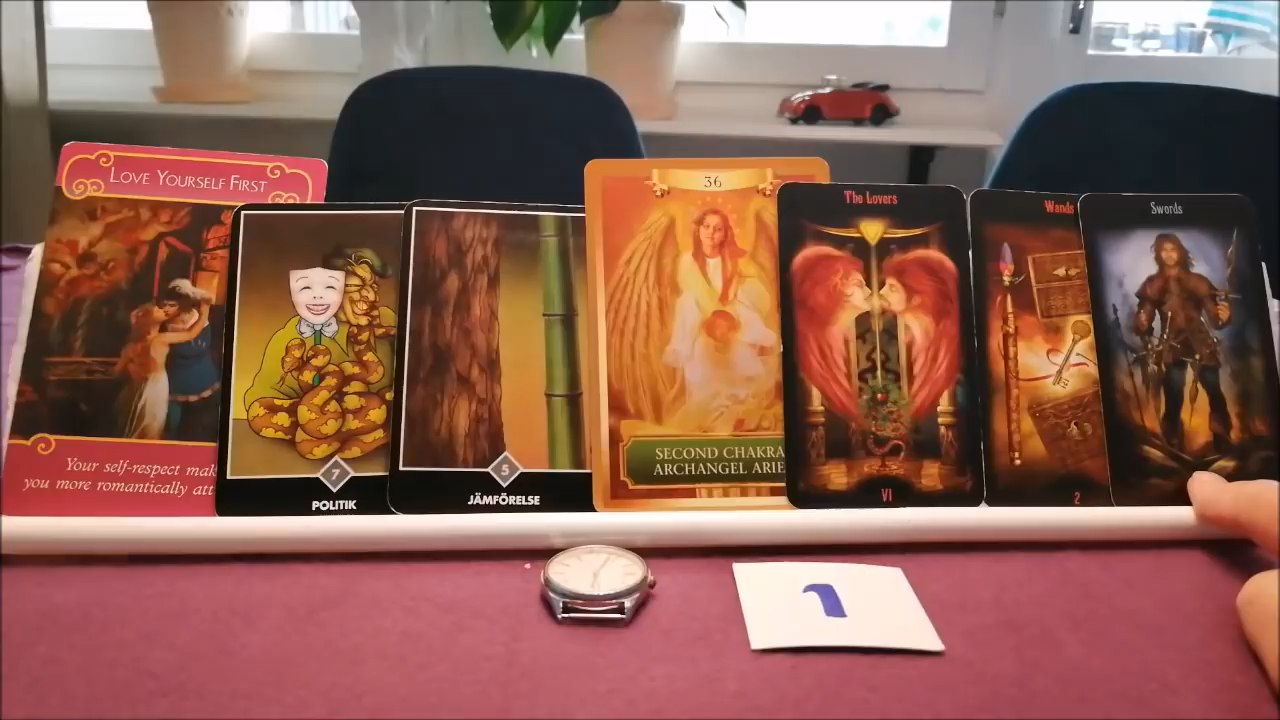 LOVE YOURSELF FIRST
Your self-respect mak
you more romantically att
7
POLITIK
5
JÄMFÖRELSE
36
SECOND CHAKRA
ARCHANGEL ARIE
The Lovers
VI
Wands
2
Swords
1